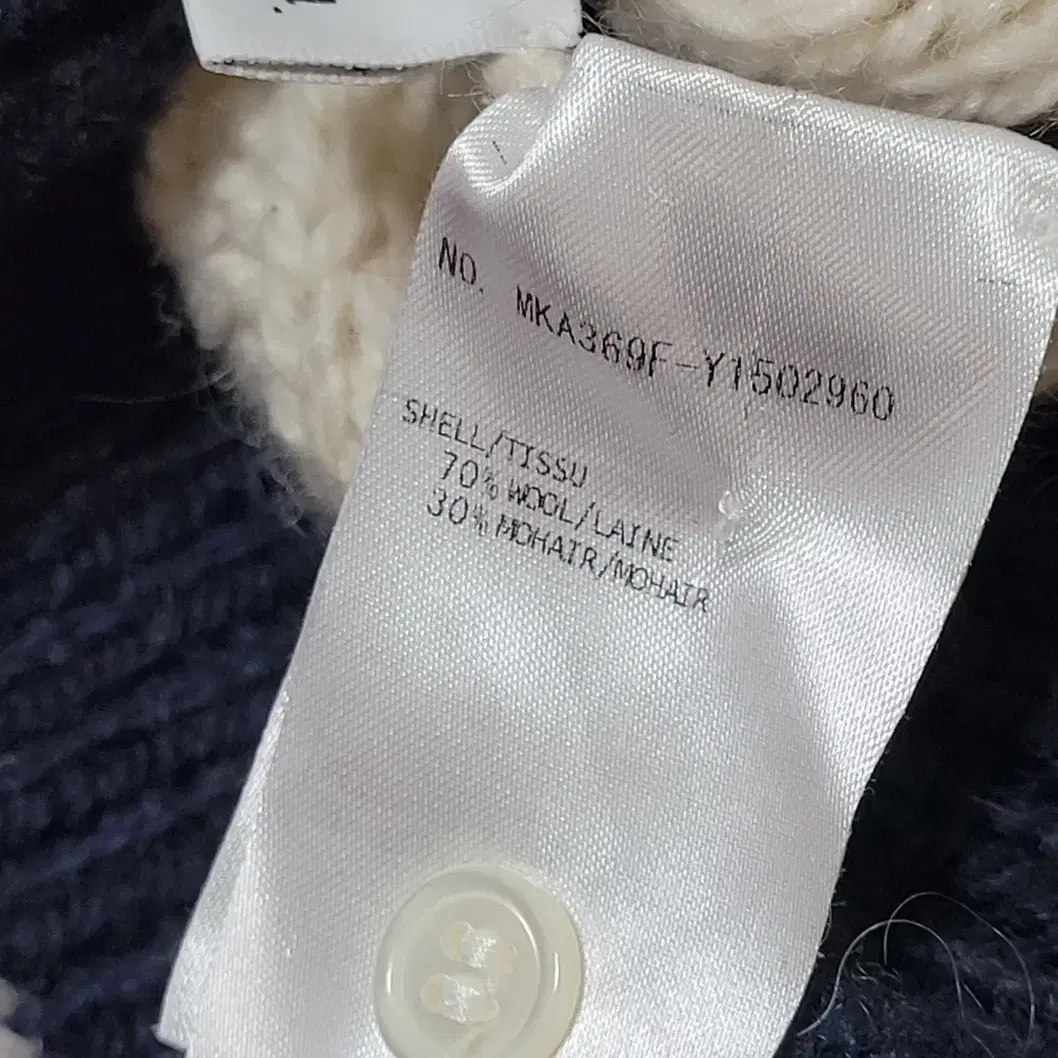 NO. MKA369F-Y1502960
SHELL/TISSU
70% WOOL/LAINE
30% MOHAIR/MOHAIR